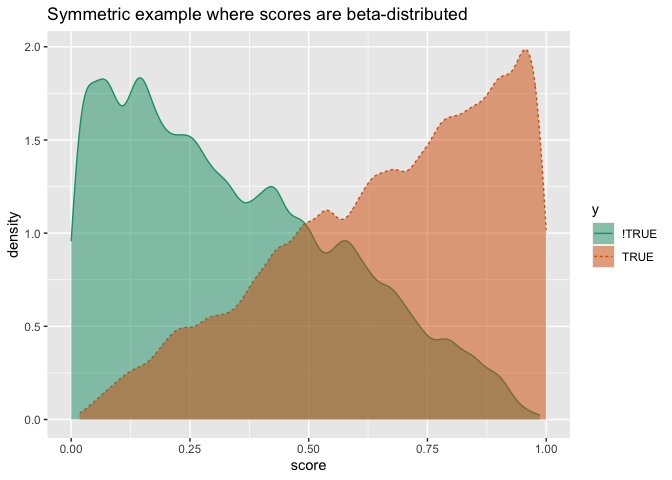 Symmetric example where scores are beta-distributed
2.0
1.5
1.0
0.5
0.0
density
0.00 0.25 0.50 0.75 1.00
score
y
!TRUE
TRUE